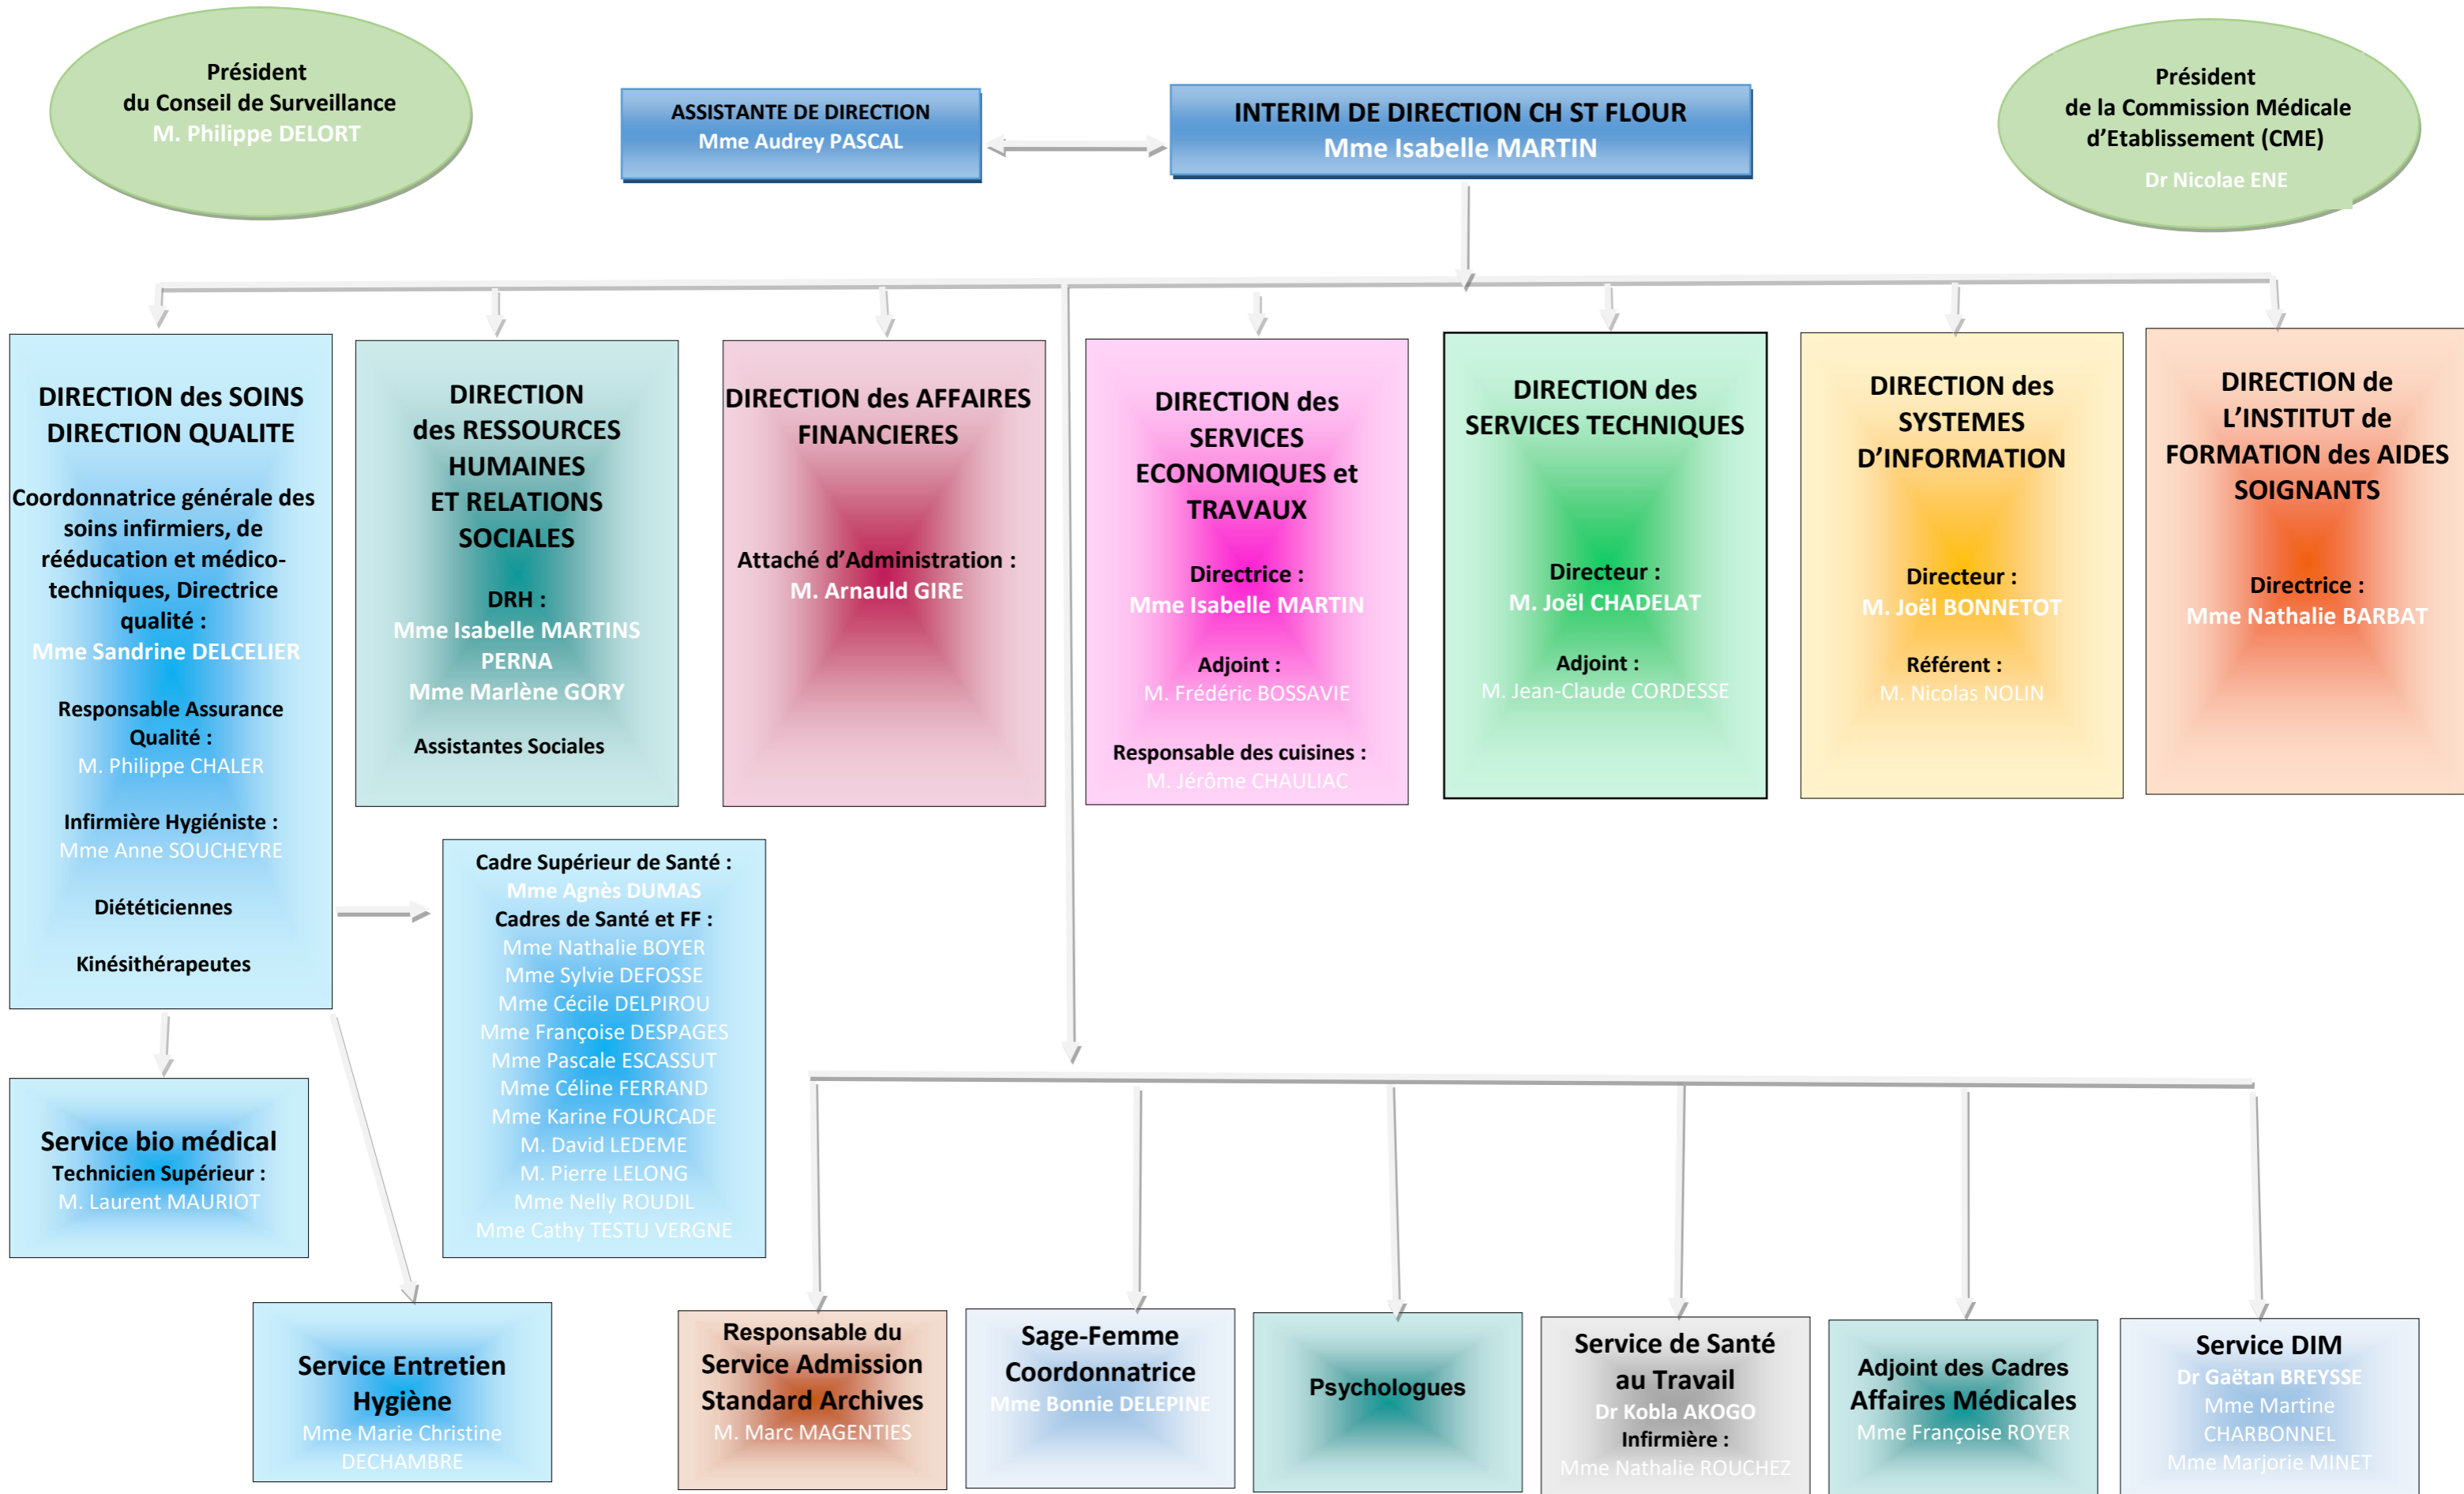 Président
du Conseil de Surveillance
M. Philippe DELORT
ASSISTANTE DE DIRECTION
Mme Audrey PASCAL
INTERIM DE DIRECTION CH ST FLOUR
Mme Isabelle MARTIN
Président
de la Commission Médicale
d’Etablissement (CME)
Dr Nicolae ENE
DIRECTION des SOINS
DIRECTION QUALITE
Coordonnatrice générale des
soins infirmiers, de
rééducation et médico-
techniques, Directrice
qualité :
Mme Sandrine DELCELIER
Responsable Assurance
Qualité :
M. Philippe CHALER
Infirmière Hygiéniste :
Mme Anne SOUCHEYRE
Diététiciennes
Kinésithérapeutes
DIRECTION
des RESSOURCES
HUMAINES
ET RELATIONS
SOCIALES
DRH :
Mme Isabelle MARTINS
PERNA
Mme Marlène GORY
Assistantes Sociales
DIRECTION des AFFAIRES
FINANCIERES
Attaché d’Administration :
M. Arnauld GIRE
DIRECTION des
SERVICES
ECONOMIQUES et
TRAVAUX
Directrice :
Mme Isabelle MARTIN
Adjoint :
M. Frédéric BOSSAVIE
Responsable des cuisines :
M. Jérôme CHAULIAC
DIRECTION des
SERVICES TECHNIQUES
Directeur :
M. Joël CHADELAT
Adjoint :
M. Jean-Claude CORDESSE
DIRECTION des
SYSTEMES
D’INFORMATION
Directeur :
M. Joël BONNETOT
Référent :
M. Nicolas NOLIN
DIRECTION de
L’INSTITUT de
FORMATION des AIDES
SOIGNANTS
Directrice :
Mme Nathalie BARBAT
Cadre Supérieur de Santé :
Mme Agnès DUMAS
Cadres de Santé et FF :
Mme Nathalie BOYER
Mme Sylvie DEFOSSE
Mme Cécile DELPIROU
Mme Françoise DESPAGES
Mme Pascale ESCASSUT
Mme Céline FERRAND
Mme Karine FOURCADE
M. David LEDEME
M. Pierre LELONG
Mme Nelly ROUDIL
Mme Cathy TESTU VERGNE
Service bio médical
Technicien Supérieur :
M. Laurent MAURIOT
Service Entretien
Hygiène
Mme Marie Christine
DECHAMBRE
Responsable du
Service Admission
Standard Archives
M. Marc MAGENTIES
Sage-Femme
Coordonnatrice
Mme Bonnie DELEPINE
Psychologues
Service de Santé
au Travail
Dr Kobla AKOGO
Infirmière :
Mme Nathalie ROUCHEZ
Adjoint des Cadres
Affaires Médicales
Mme Françoise ROYER
Service DIM
Dr Gaëtan BREYSSE
Mme Martine
CHARBONNEL
Mme Marjorie MINET